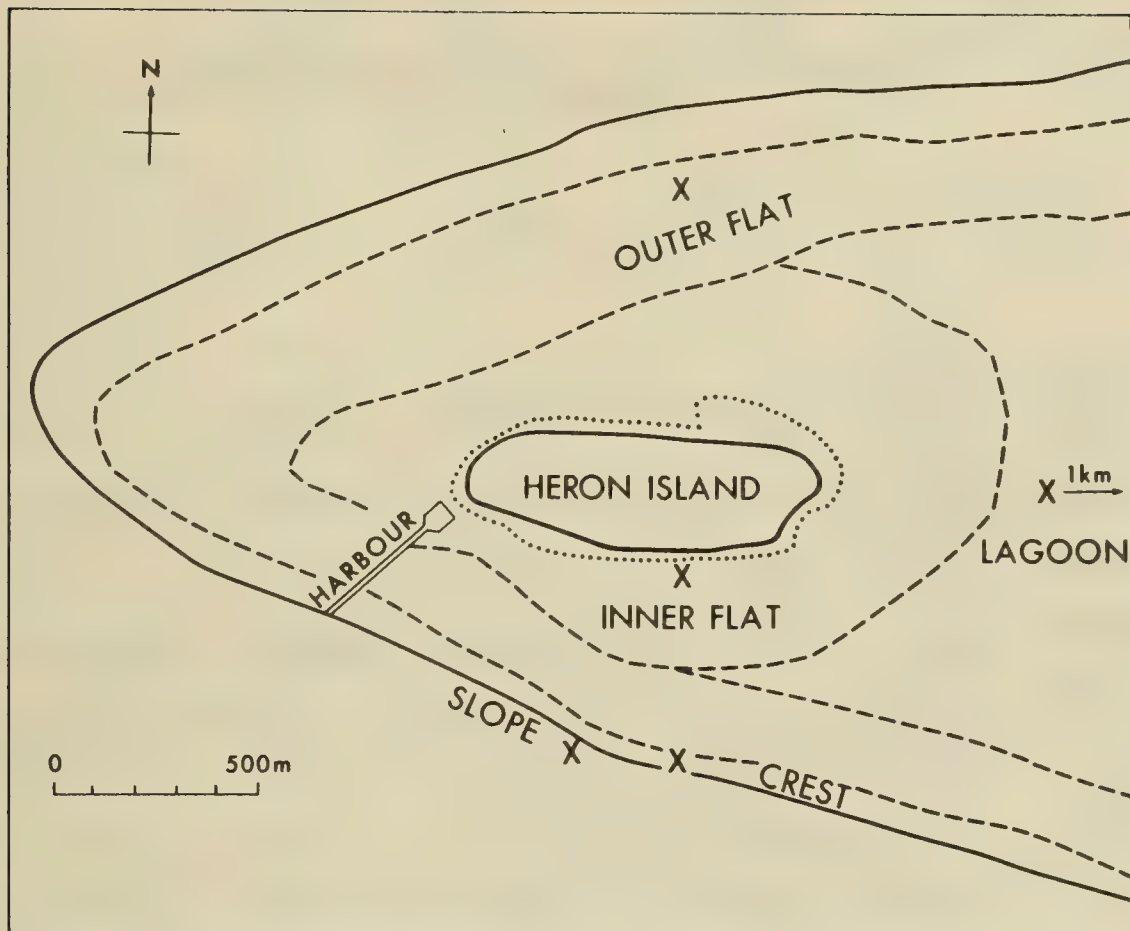 N
X
OUTER FLAT
HERON ISLAND
X 1km
HARBOUR
LAGOON
X
INNER FLAT
SLOPE
X
X
CREST
0 500m